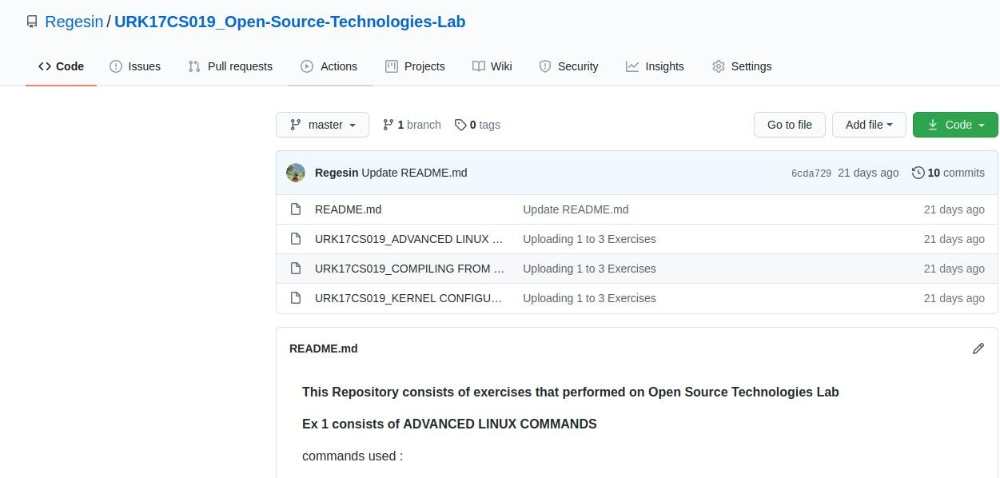 Regesin / URK17CS019_Open-Source-Technologies-Lab
Code Issues Pull requests Actions Projects Wiki Security Insights Settings
master 1 branch 0 tags Go to file Add file Code
Regesin Update README.md 6cda729 21 days ago 10 commits
README.md Update README.md 21 days ago
URK17CS019_ADVANCED LINUX … Uploading 1 to 3 Exercises 21 days ago
URK17CS019_COMPILING FROM … Uploading 1 to 3 Exercises 21 days ago
URK17CS019_KERNEL CONFIGU… Uploading 1 to 3 Exercises 21 days ago
README.md
This Repository consists of exercises that performed on Open Source Technologies Lab
Ex 1 consists of ADVANCED LINUX COMMANDS
commands used :